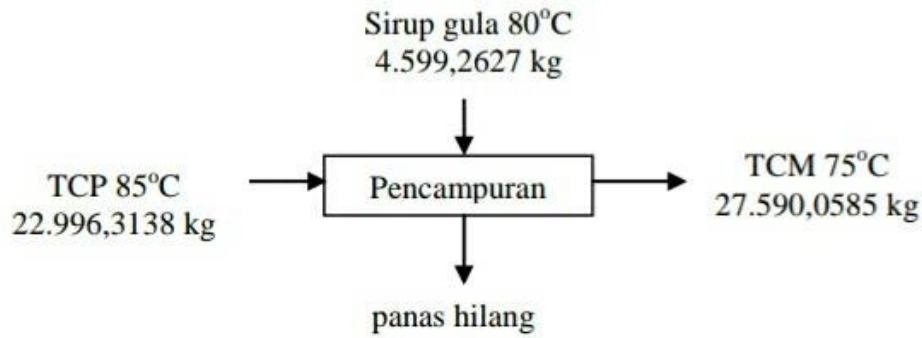 Sirup gula 80°C
4.599,2627 kg
TCP 85°C
22.996,3138 kg
Pencampuran
TCM 75°C
27.590,0585 kg
panas hilang